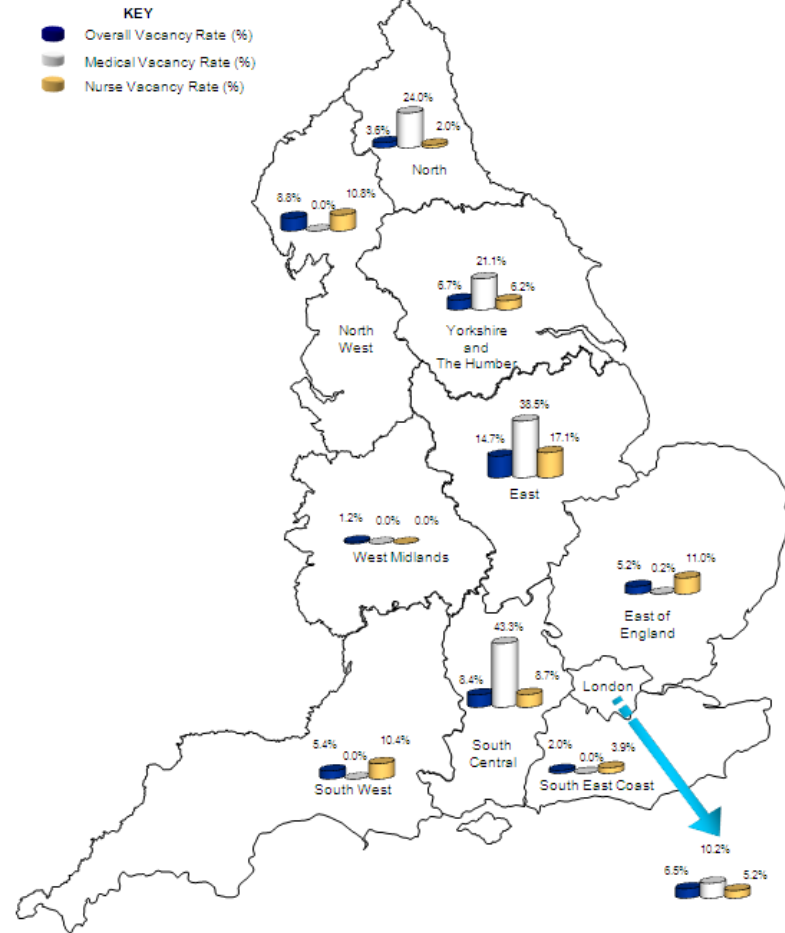 KEY
Overall Vacancy Rate (%)
Medical Vacancy Rate (%)
Nurse Vacancy Rate (%)
24.0%
3.6%
2.0%
North
8.8%
0.0%
10.8%
North
West
21.1%
6.7%
6.2%
Yorkshire
and
The Humber
38.5%
14.7%
17.1%
East
1.2%
0.0%
0.0%
West Midlands
5.2%
0.2%
11.0%
East of
England
43.3%
8.4%
8.7%
South
Central
London
5.4%
0.0%
10.4%
South West
2.0%
0.0%
3.9%
South East Coast
10.2%
6.5%
5.2%